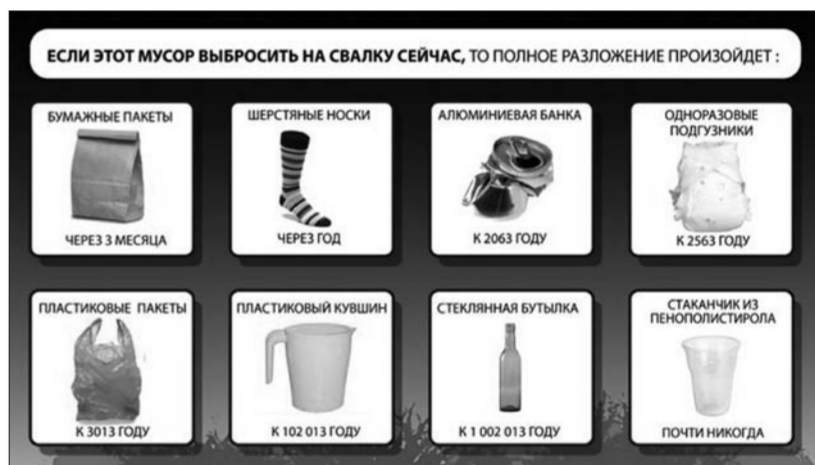 ЕСЛИ ЭТОТ МУСОР ВЫБРОСИТЬ НА СВАЛКУ СЕЙЧАС, ТО ПОЛНОЕ РАЗЛОЖЕНИЕ ПРОИЗОЙДЕТ :
БУМАЖНЫЕ ПАКЕТЫ
ЧЕРЕЗ 3 МЕСЯЦА
ШЕРСТЯНЫЕ НОСКИ
ЧЕРЕЗ ГОД
АЛЮМИНИЕВАЯ БАНКА
К 2063 ГОДУ
ОДНОРАЗОВЫЕ
ПОДГУЗНИКИ
К 2563 ГОДУ
ПЛАСТИКОВЫЕ ПАКЕТЫ
К 3013 ГОДУ
ПЛАСТИКОВЫЙ КУВШИН
К 102 013 ГОДУ
СТЕКЛЯННАЯ БУТЫЛКА
К 1 002 013 ГОДУ
СТАКАНЧИК ИЗ
ПЕНОПОЛИСТИРОЛА
ПОЧТИ НИКОГДА